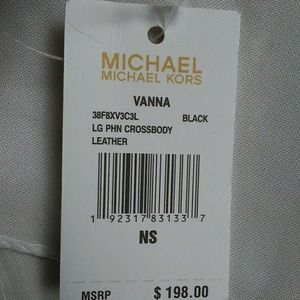 MICHAEL
MICHAEL KORS
VANNA
38F8XV3C3L BLACK
LG PHN CROSSBODY
LEATHER
1 92317 83133 7
NS
MSRP $ 198.00